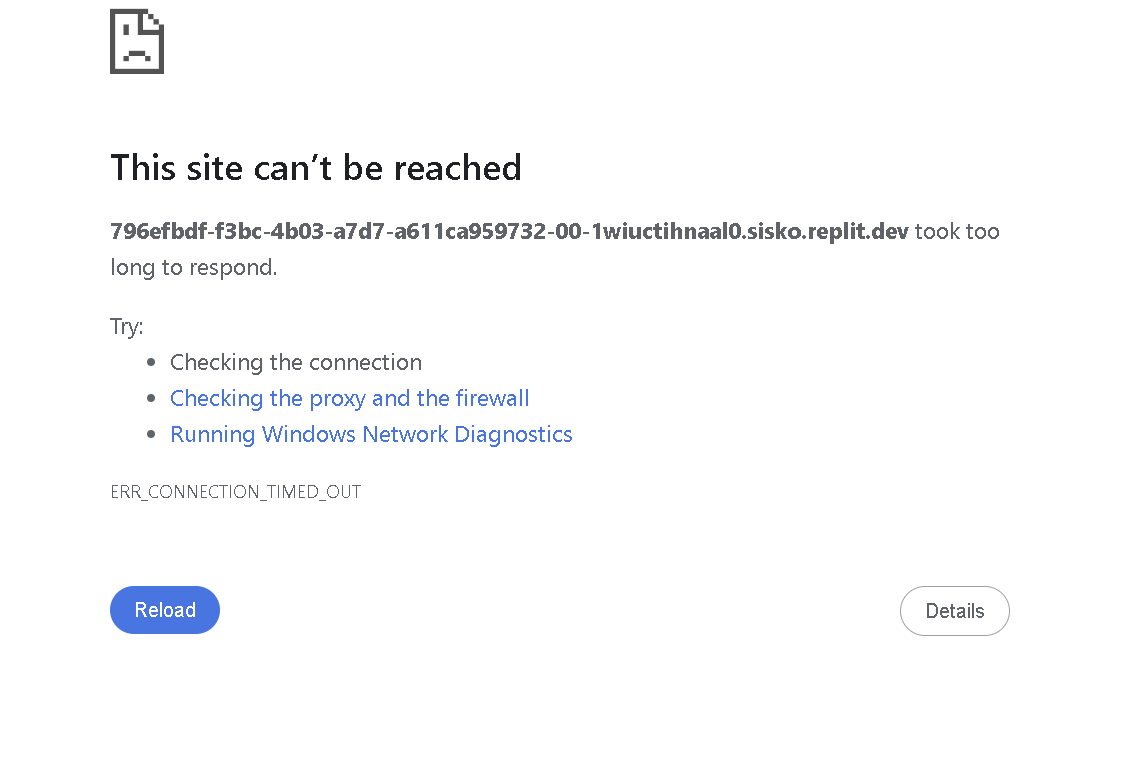 This site can’t be reached
796efbdf-f3bc-4b03-a7d7-a611ca959732-00-1wiuctihnaal0.sisko.replit.dev took too
long to respond.
Try:
Checking the connection
Checking the proxy and the firewall
Running Windows Network Diagnostics
ERR_CONNECTION_TIMED_OUT
Reload
Details